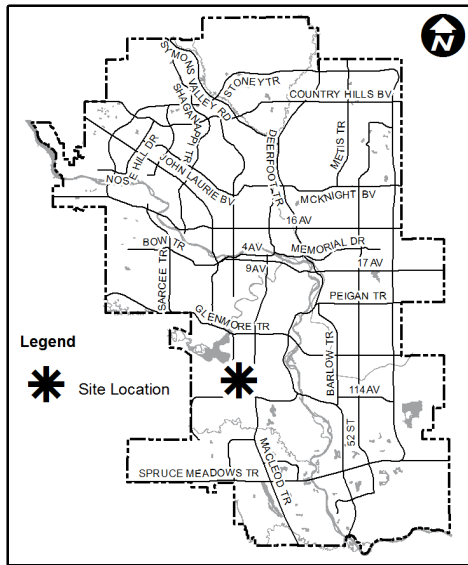 N
SYMONS VALLEY RD
STONEY TR
COUNTRY HILLS BV
SHAGANAPPI TR
METIS TR
DEERFOOT TR
NOSE HILL DR
JOHN LAURIE BV
MCKNIGHT BV
16 AV
BOW TR
4 AV
MEMORIAL DR
9 AV
17 AV
SARCEE TR
PEIGAN TR
GLENMORE TR
Legend
BARLOW TR
Site Location
114 AV
52 ST
MACLEOD TR
SPRUCE MEADOWS TR